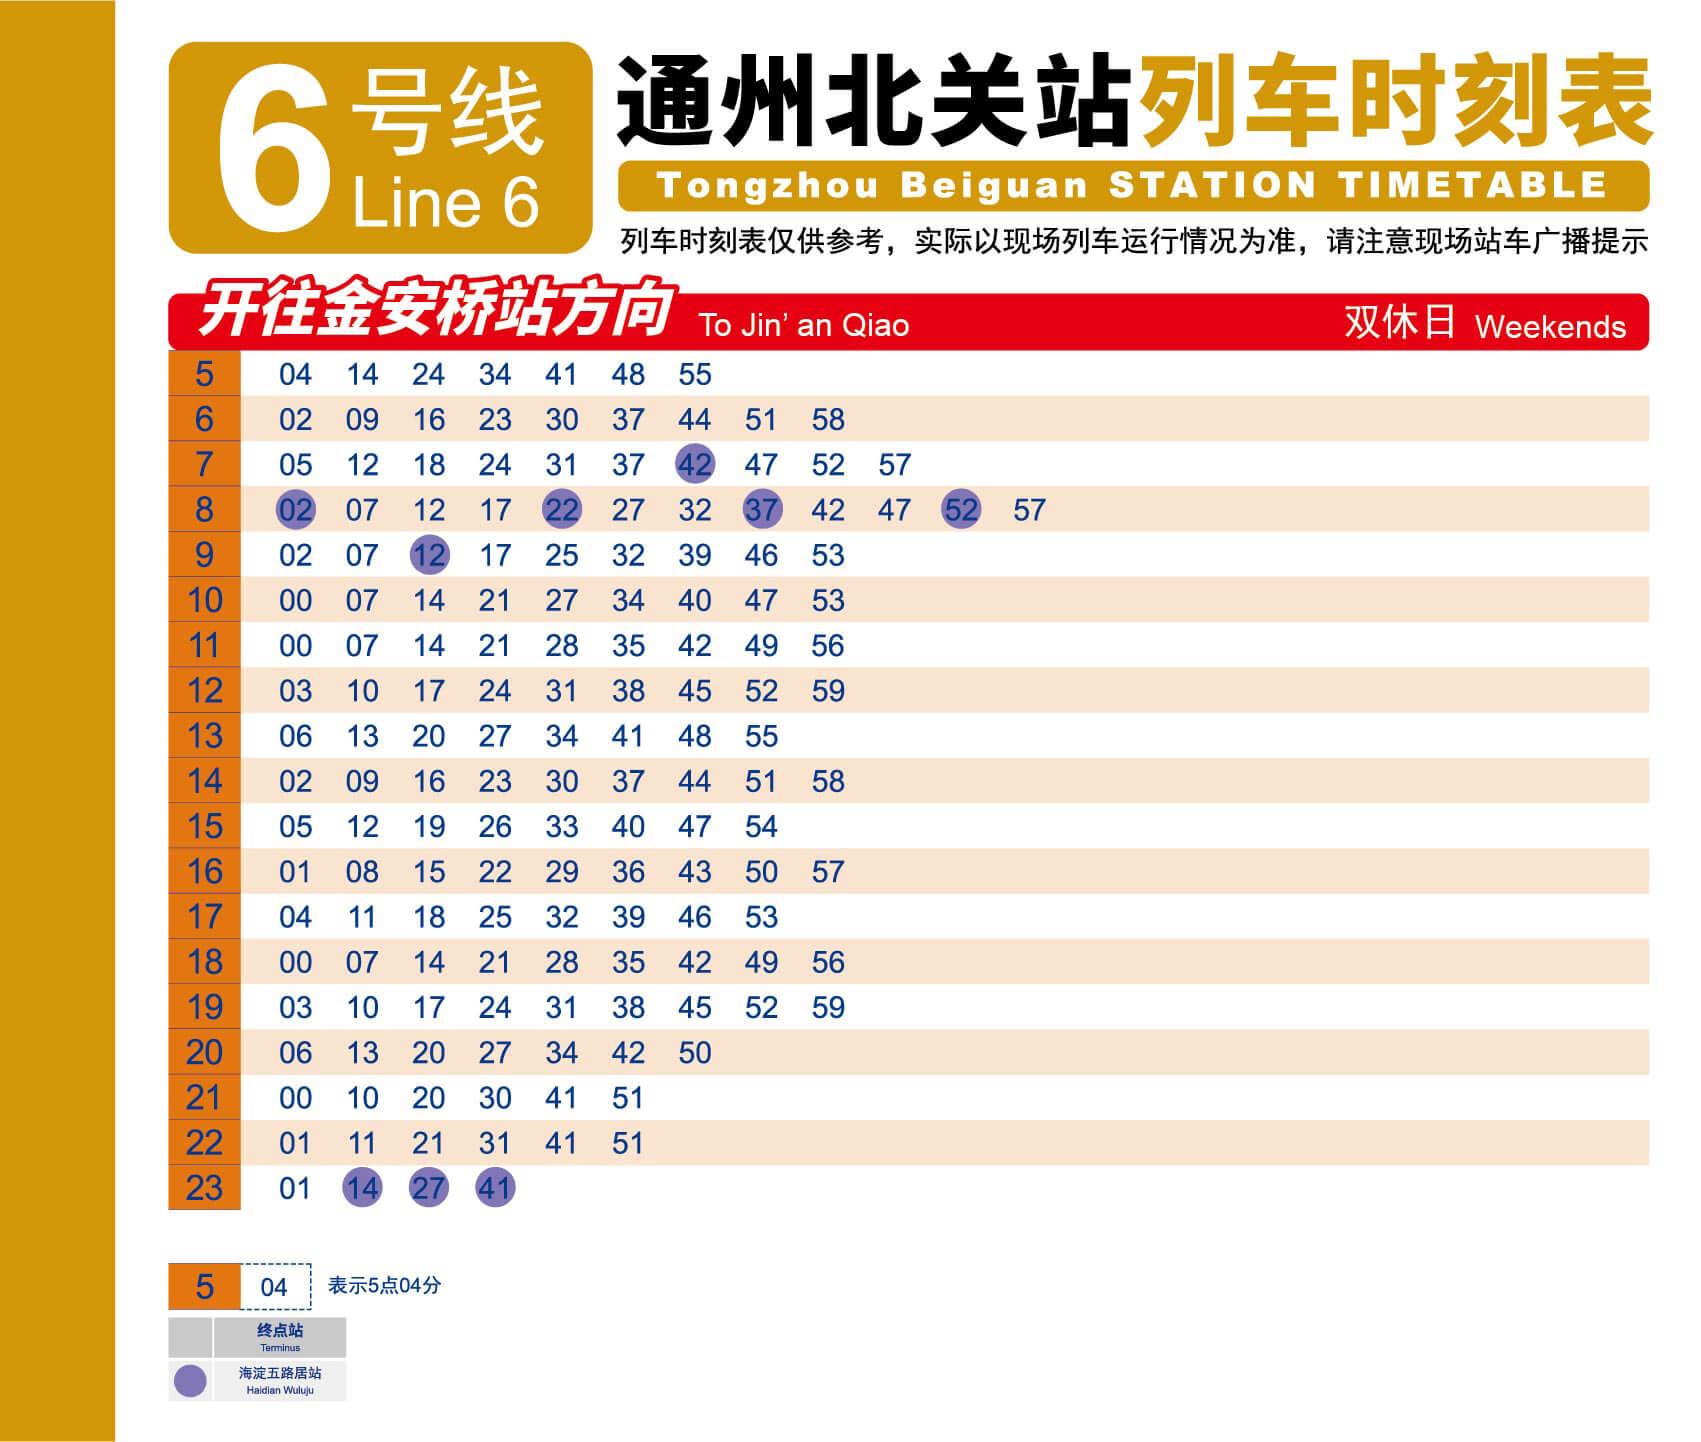 6号线
Line 6
通州北关站列车时刻表
Tongzhou Beiguan STATION TIMETABLE
列车时刻表仅供参考，实际以现场列车运行情况为准，请注意现场站车广播提示
开往金安桥站方向 To Jin’ an Qiao 双休日 Weekends
5 04 14 24 34 41 48 55
6 02 09 16 23 30 37 44 51 58
7 05 12 18 24 31 37 42 47 52 57
8 02 07 12 17 22 27 32 37 42 47 52 57
9 02 07 12 17 25 32 39 46 53
10 00 07 14 21 27 34 40 47 53
11 00 07 14 21 28 35 42 49 56
12 03 10 17 24 31 38 45 52 59
13 06 13 20 27 34 41 48 55
14 02 09 16 23 30 37 44 51 58
15 05 12 19 26 33 40 47 54
16 01 08 15 22 29 36 43 50 57
17 04 11 18 25 32 39 46 53
18 00 07 14 21 28 35 42 49 56
19 03 10 17 24 31 38 45 52 59
20 06 13 20 27 34 42 50
21 00 10 20 30 41 51
22 01 11 21 31 41 51
23 01 14 27 41
5 04 表示5点04分
终点站
Terminus
海淀五路居站
Haidian Wuluju